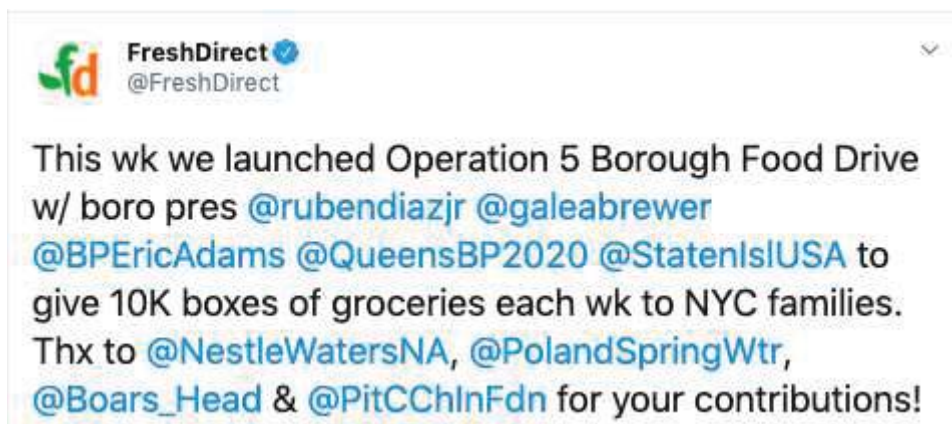 fd
FreshDirect
@FreshDirect
This wk we launched Operation 5 Borough Food Drive
w/ boro pres @rubendiazjr @galeabrewer
@BPEricAdams @QueensBP2020 @StatenIslUSA to
give 10K boxes of groceries each wk to NYC families.
Thx to @NestleWatersNA, @PolandSpringWtr,
@Boars_Head & @PitCChInFdn for your contributions!